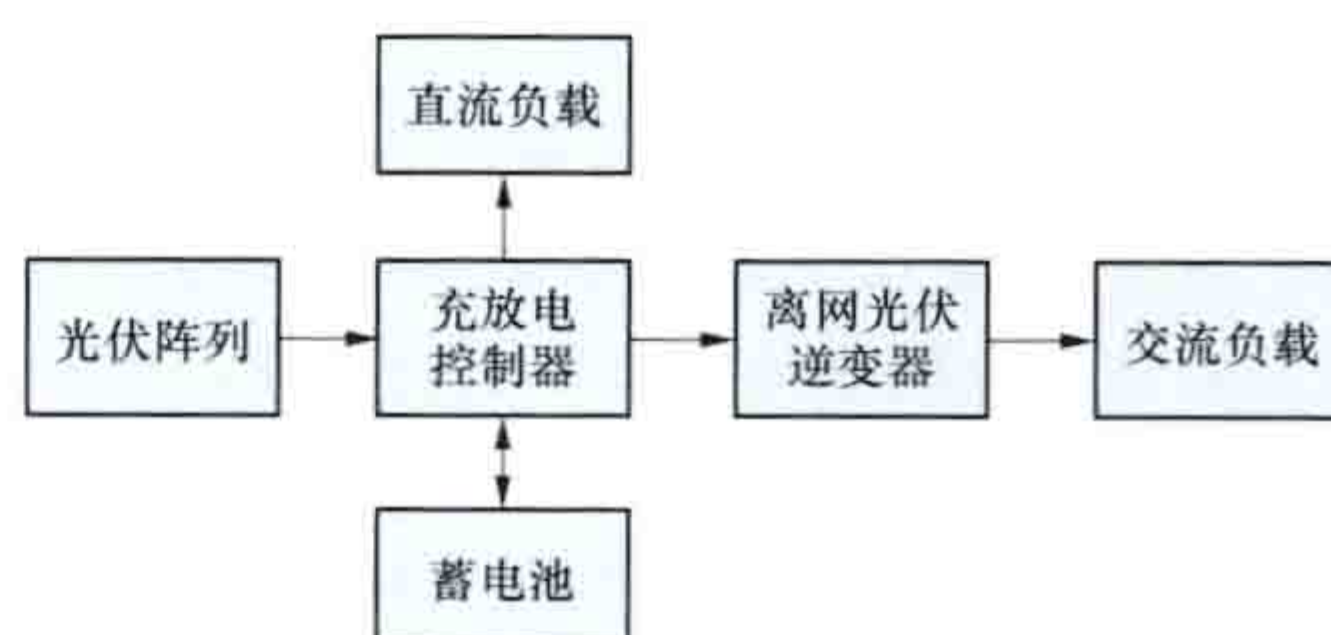 直流负载
光伏阵列
充放电
控制器
离网光伏
逆变器
交流负载
蓄电池